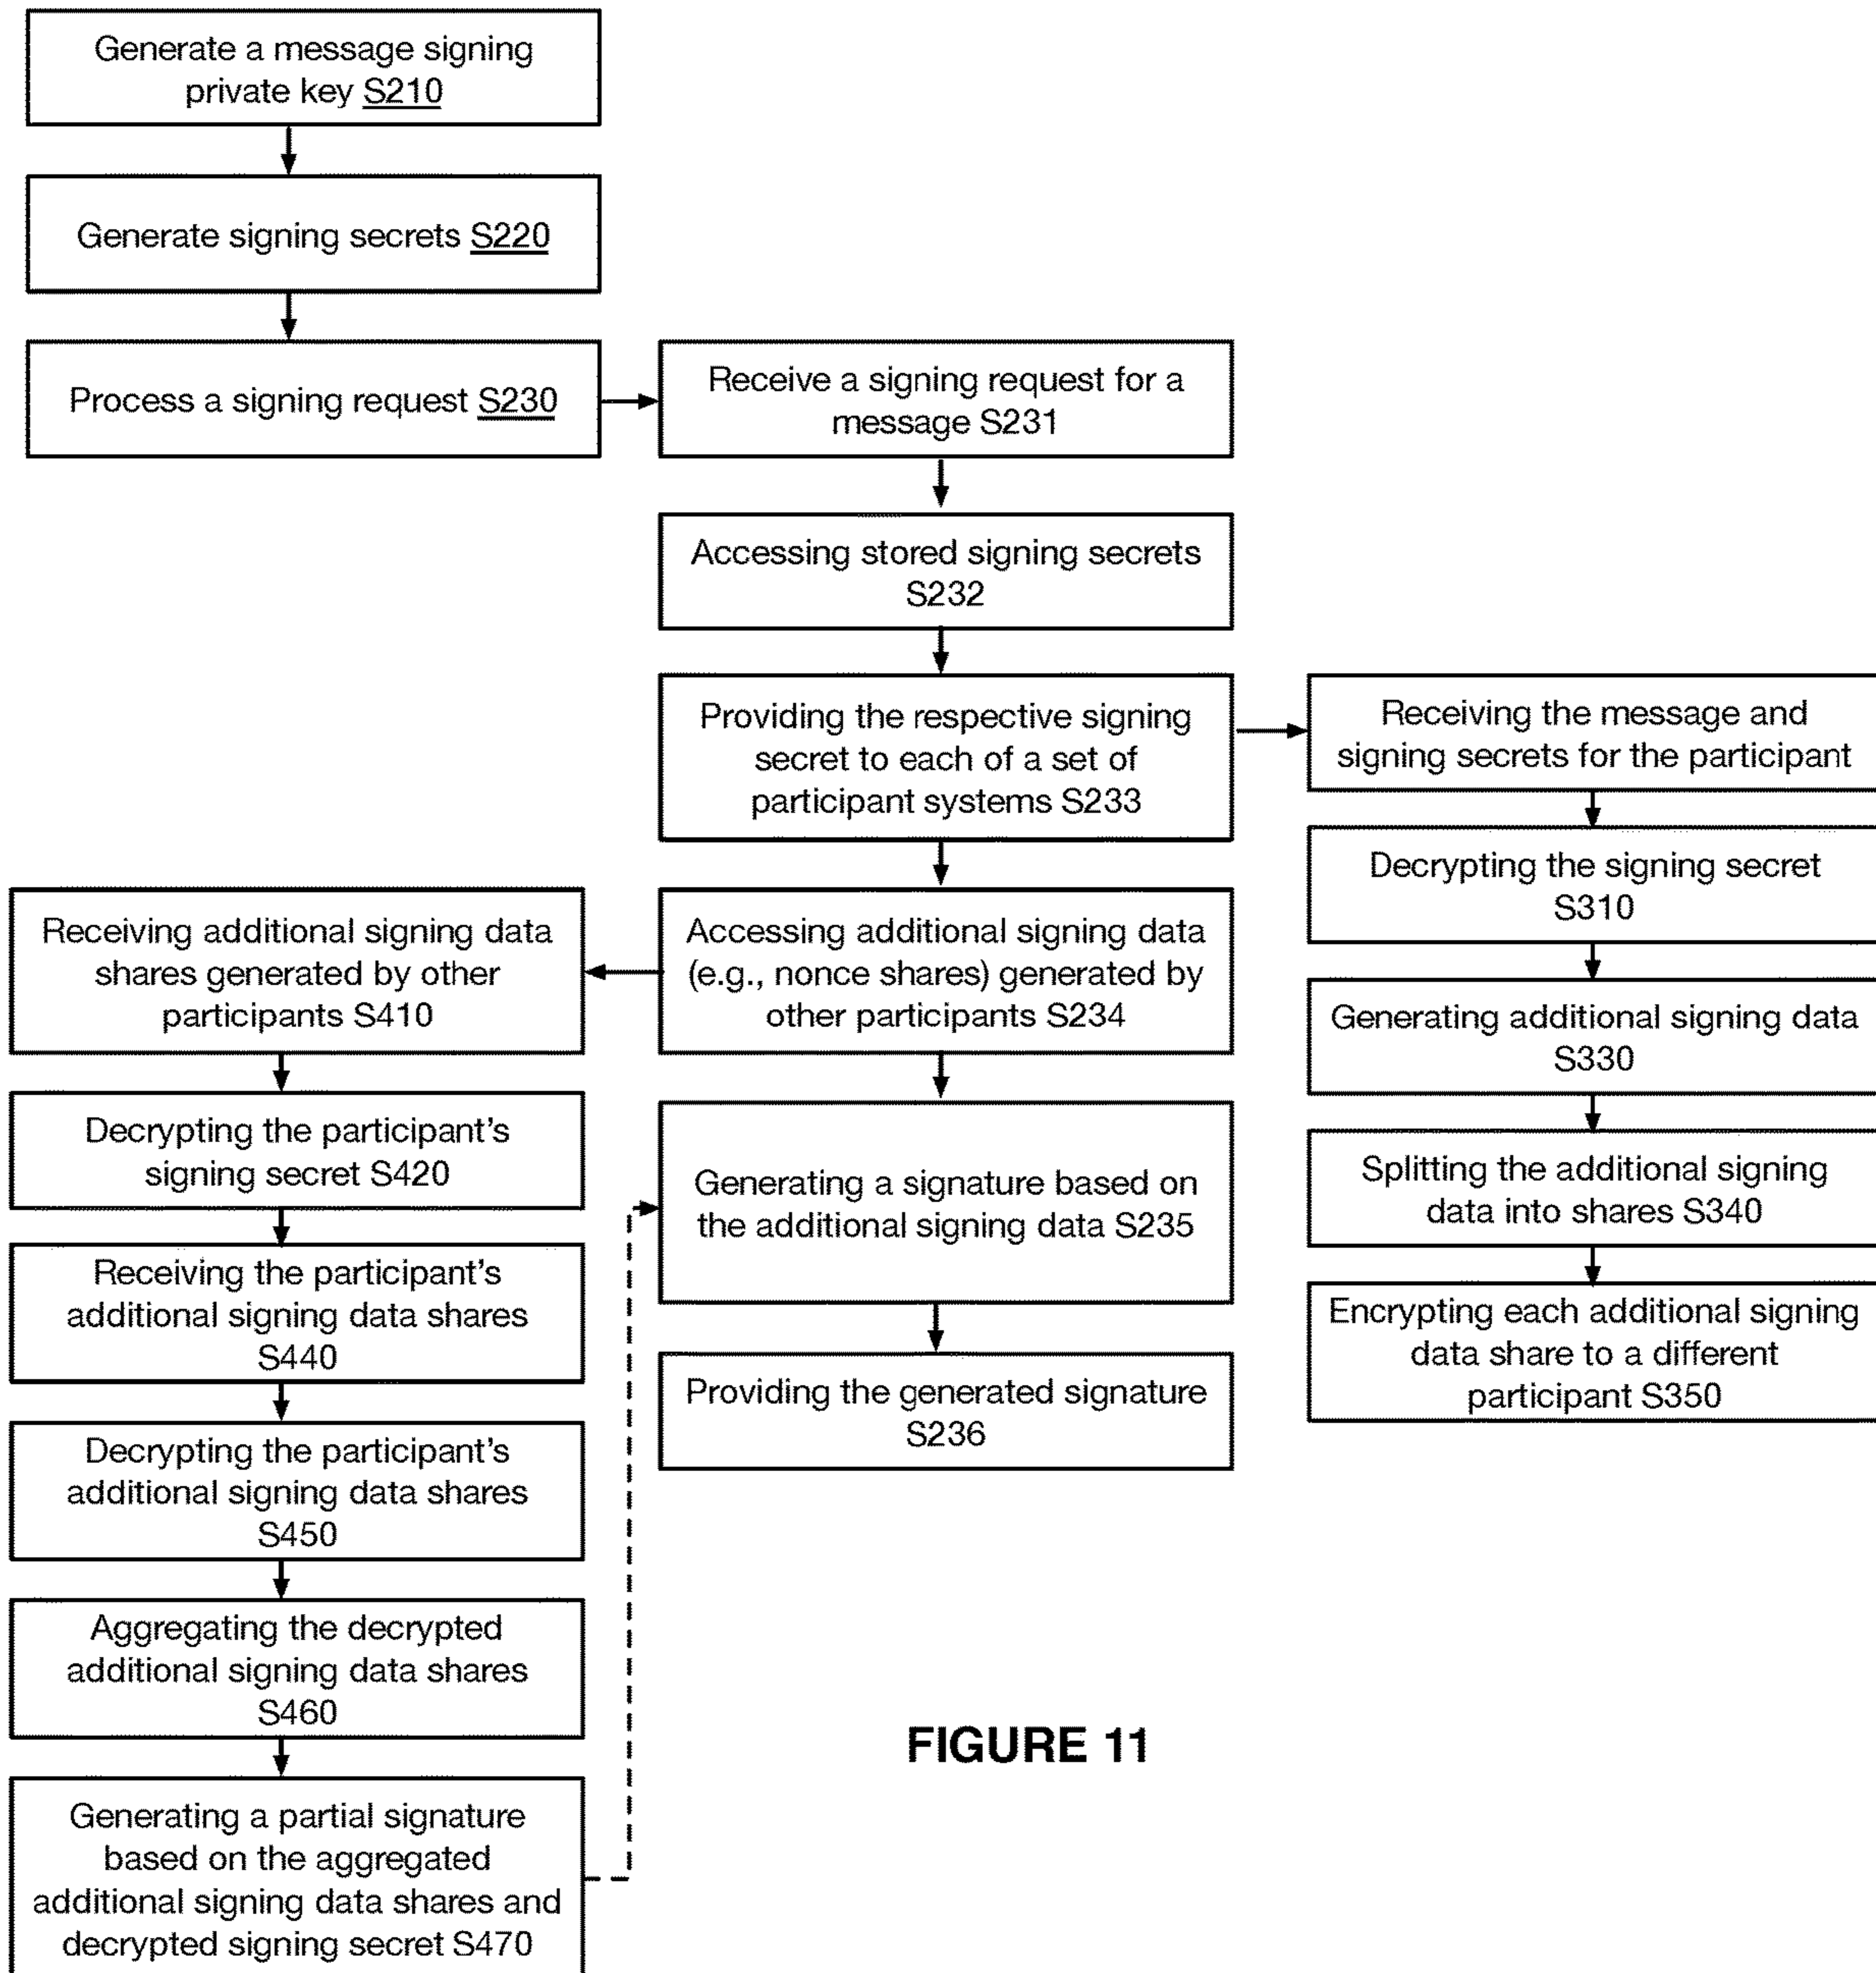 Generate a message signing
private key S210
Generate signing secrets S220
Process a signing request S230
Receive a signing request for a
message S231
Accessing stored signing secrets
S232
Providing the respective signing
secret to each of a set of
participant systems S233
Receiving the message and
signing secrets for the participant
Decrypting the signing secret
S310
Generating additional signing data
S330
Splitting the additional signing
data into shares S340
Encrypting each additional signing
data share to a different
participant S350
Accessing additional signing data
(e.g., nonce shares) generated by
other participants S234
Receiving additional signing data
shares generated by other
participants S410
Decrypting the participant's
signing secret S420
Receiving the participant's
additional signing data shares
S440
Decrypting the participant's
additional signing data shares
S450
Aggregating the decrypted
additional signing data shares
S460
Generating a partial signature
based on the aggregated
additional signing data shares and
decrypted signing secret S470
Generating a signature based on
the additional signing data S235
Providing the generated signature
S236
FIGURE 11